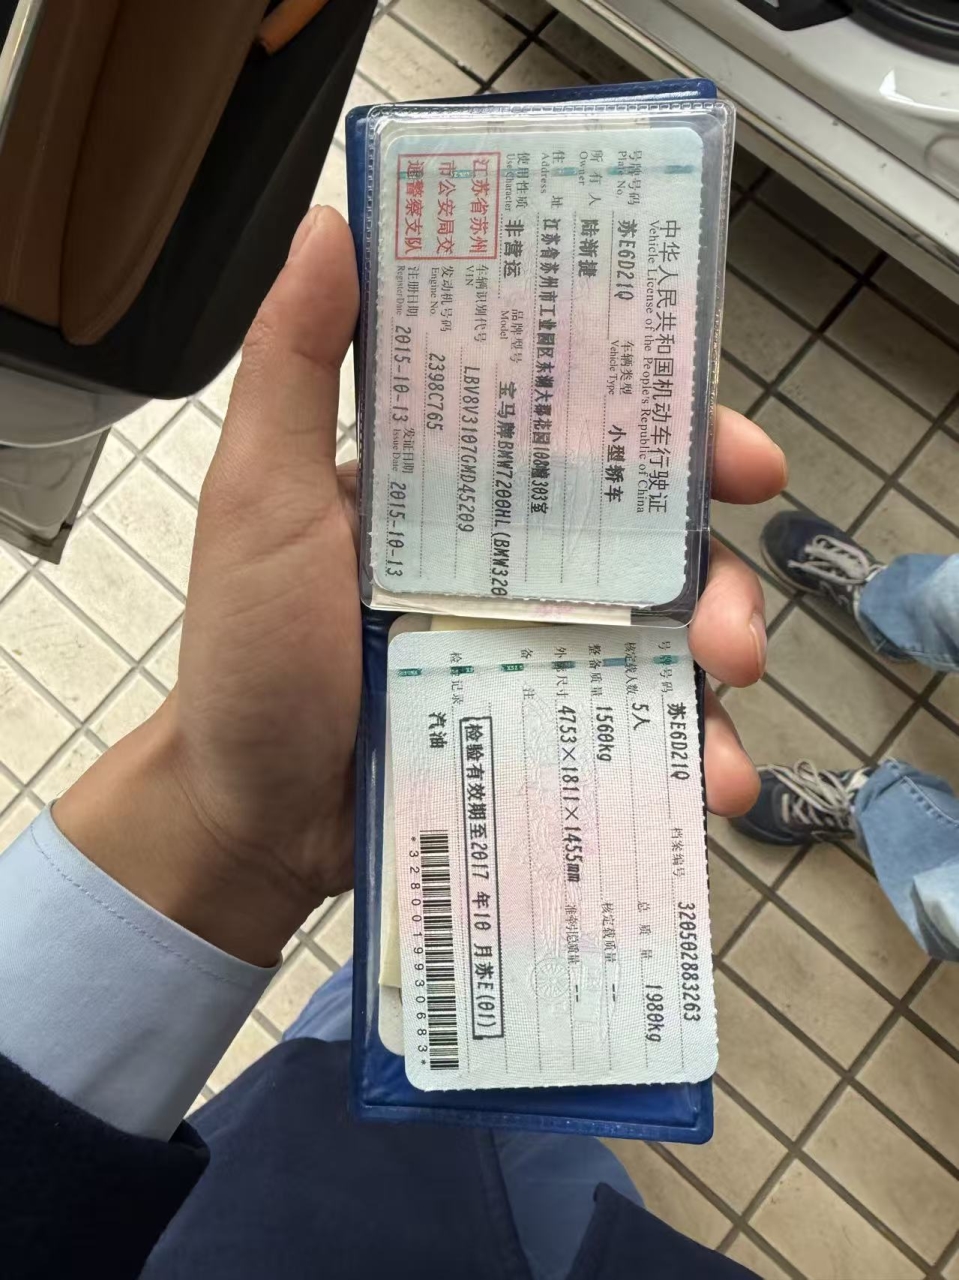 中华人民共和国机动车行驶证
Vehicle License of the People's Republic of China
号牌号码 苏E6D21Q 车辆类型 小型轿车
Plate No. Vehicle Type
所有人 陆渐捷
Owner
住址 江苏省苏州市工业园区东湖大郡花园108幢303室
Address
使用性质 非营运 品牌型号 宝马牌BMW7200HL(BMW320
Use Character Model
江苏省苏州
市公安局交
通警察支队
车辆识别代号 LBV8V3107GMD45209
VIN
发动机号码 2398C765
Engine No.
注册日期 2015-10-13 发证日期 2015-10-13
Register Date Issue Date
号牌号码 苏E6D21Q 档案编号 320502883263
核定载人数 5人 总质量 1980kg
整备质量 1560kg 核定载质量 --
外廓尺寸 4753×1811×1455mm 准牵引总质量 --
备注
检验有效期至2017 年10 月苏E(01)
检验记录
汽油
*3280019930683*